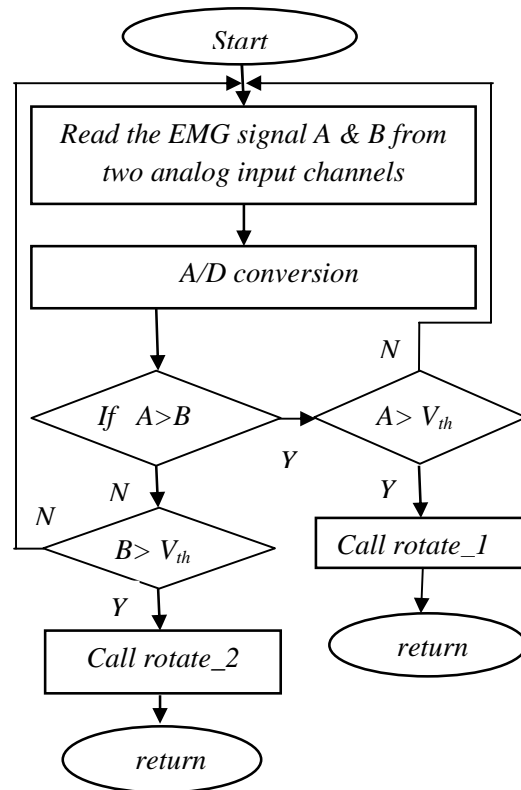 Start
Read the EMG signal A & B from
two analog input channels
A/D conversion
N
If A>B
A> Vth
Y
N
Y
N
B> Vth
Call rotate_1
Y
return
Call rotate_2
return